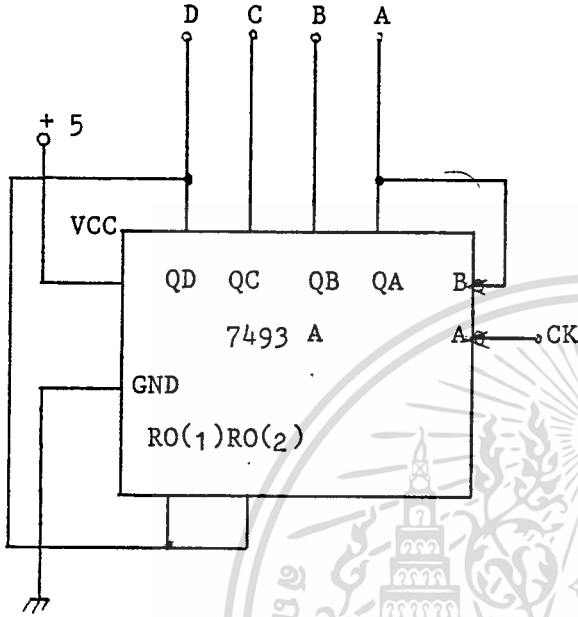 D C B A
+ 5
VCC
QD QC QB QA B
7493 A A CK
GND
RO(1)RO(2)